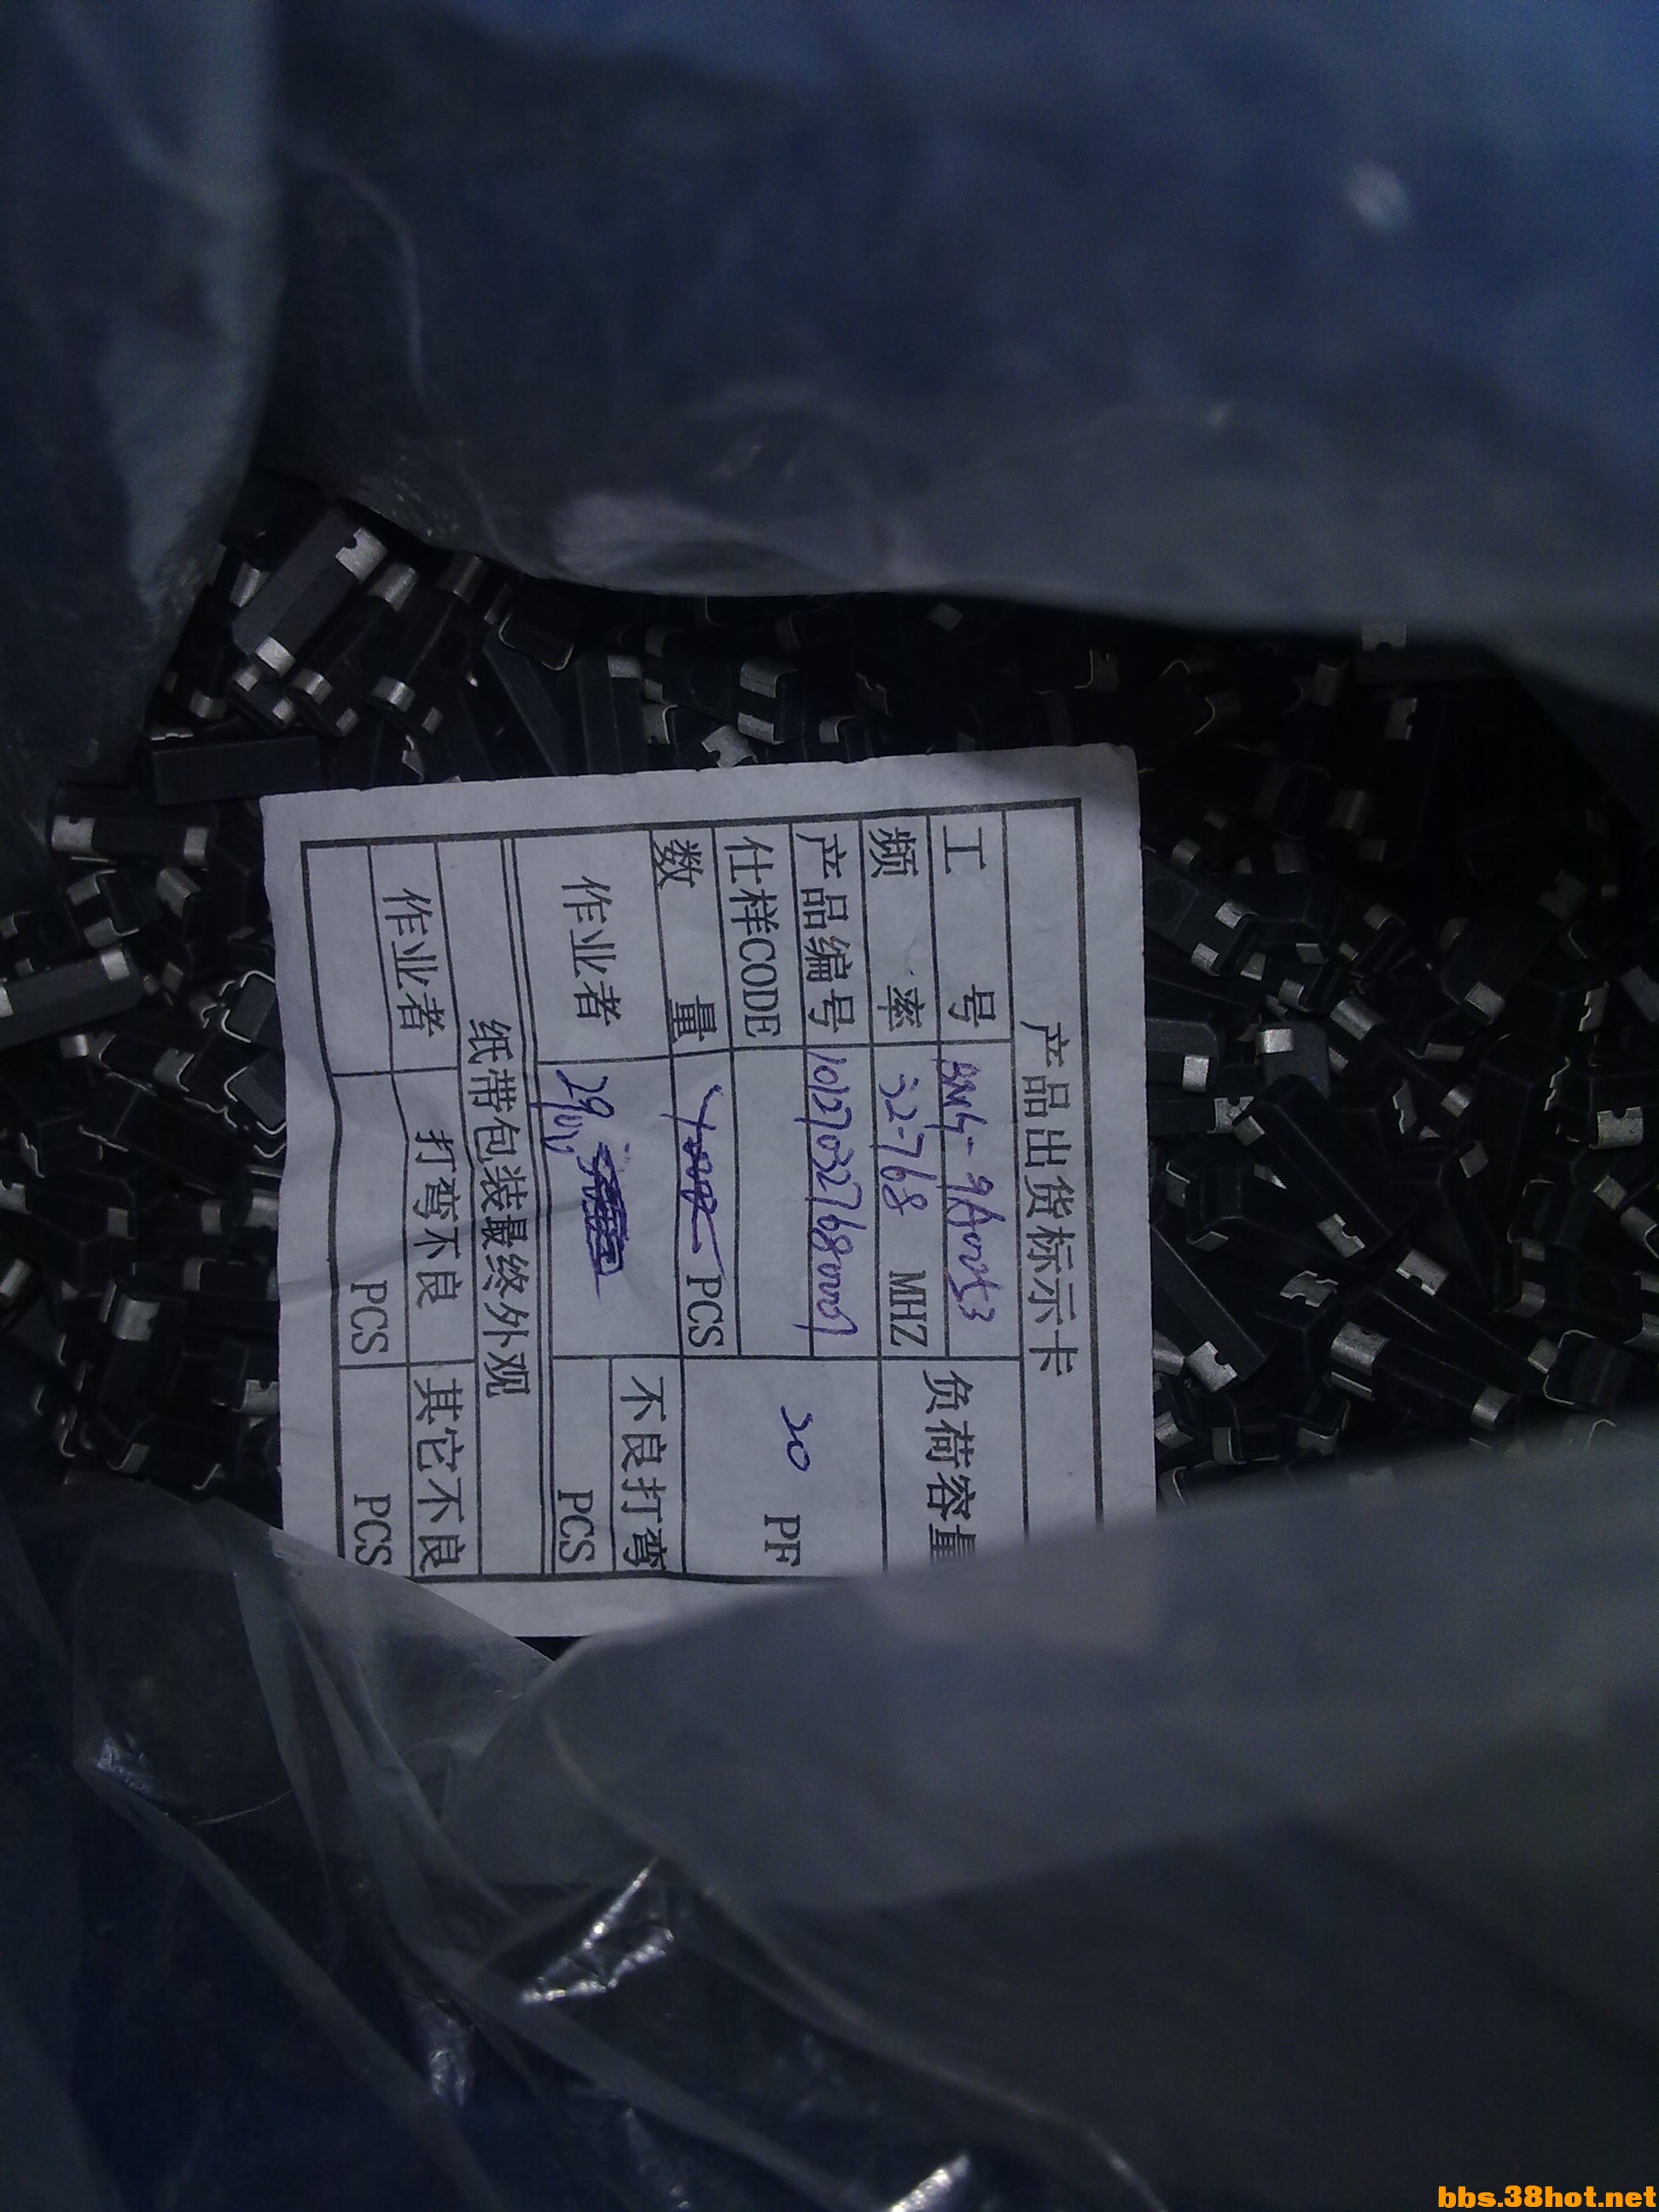 产品出货标示卡
工 号
频 率 32-768 MHZ
负荷容量
产品编号
仕样CODE
20 PF
数 量 PCS
作业者
不良打弯
PCS
纸带包装最终外观
作业者 打弯不良 其它不良
PCS PCS
bbs.38hot.net